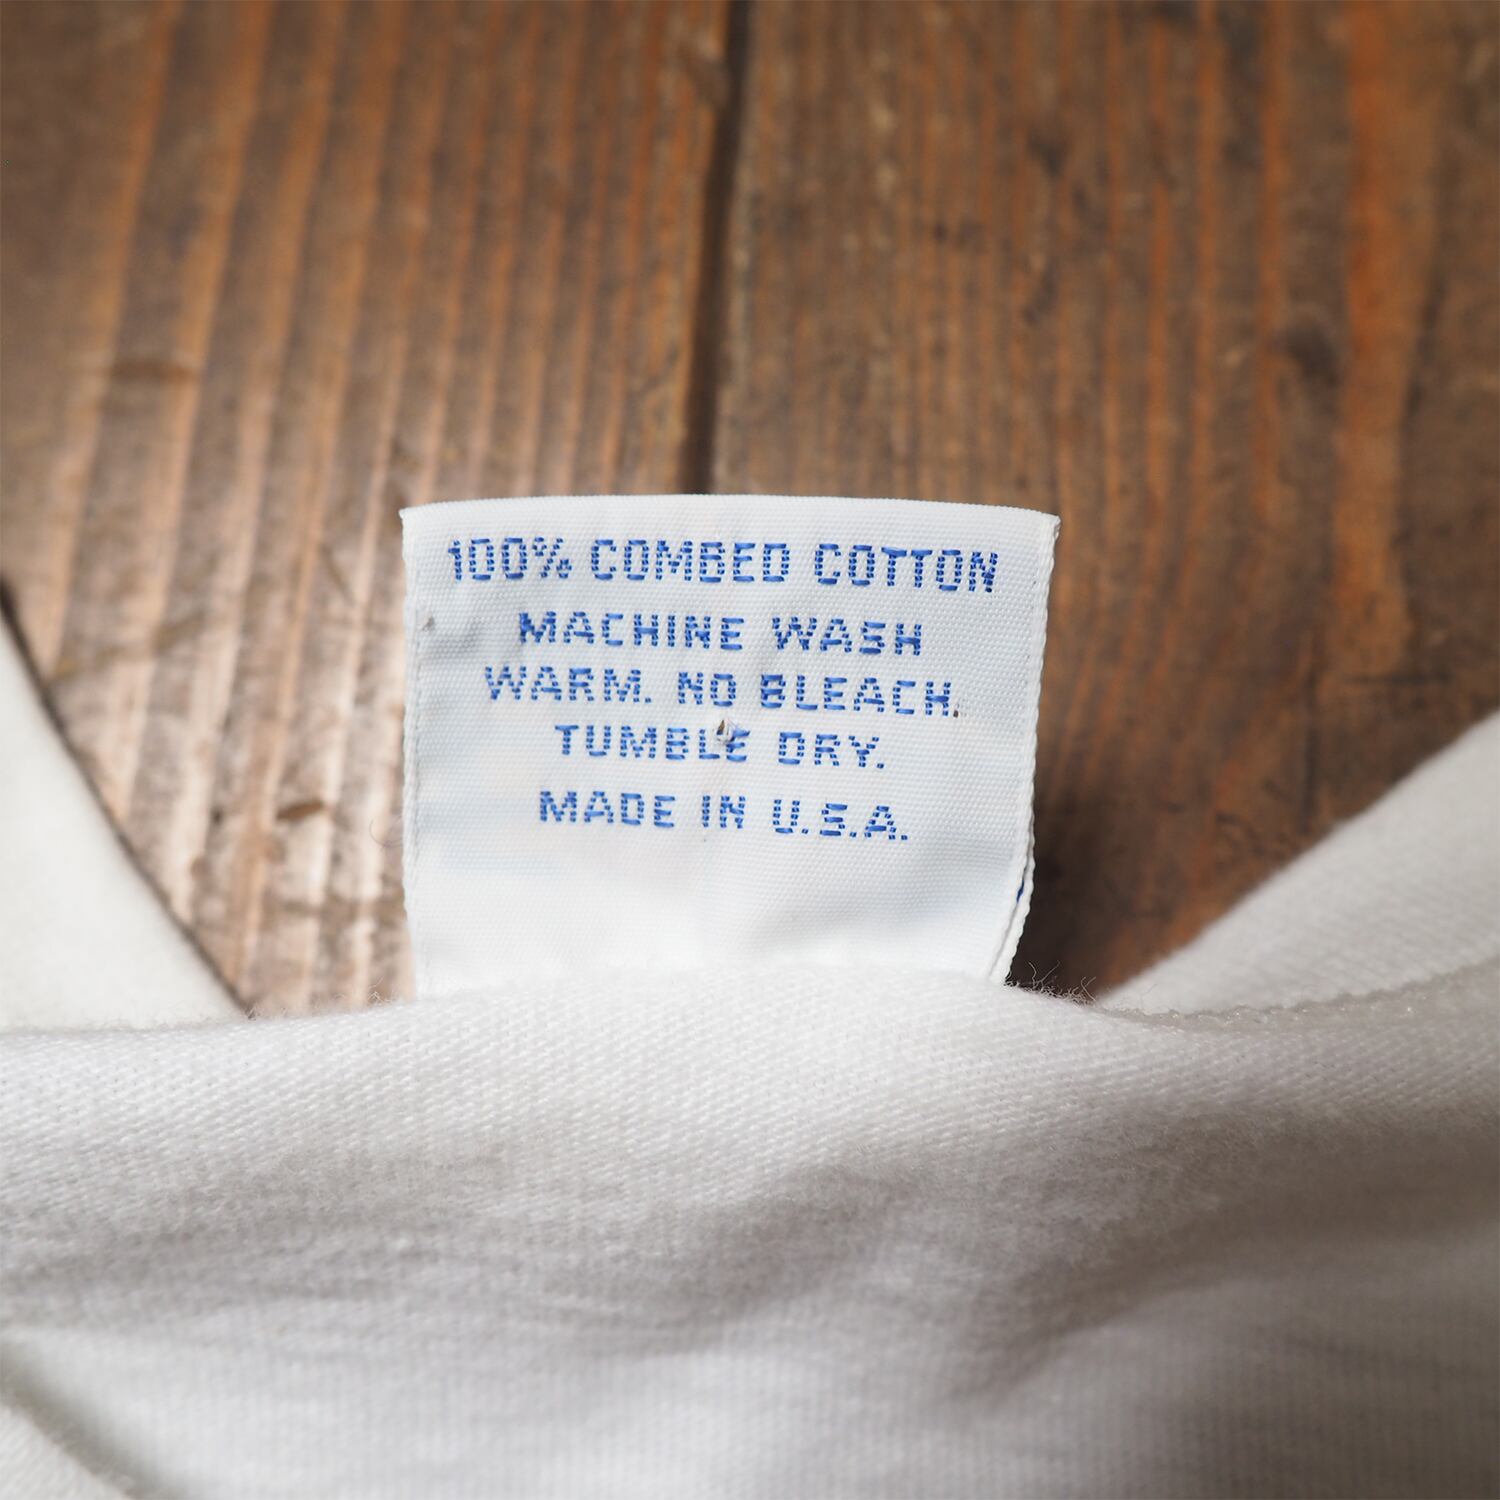 100% COMBED COTTON
MACHINE WASH
WARM. NO BLEACH.
TUMBLE DRY.
MADE IN U.S.A.